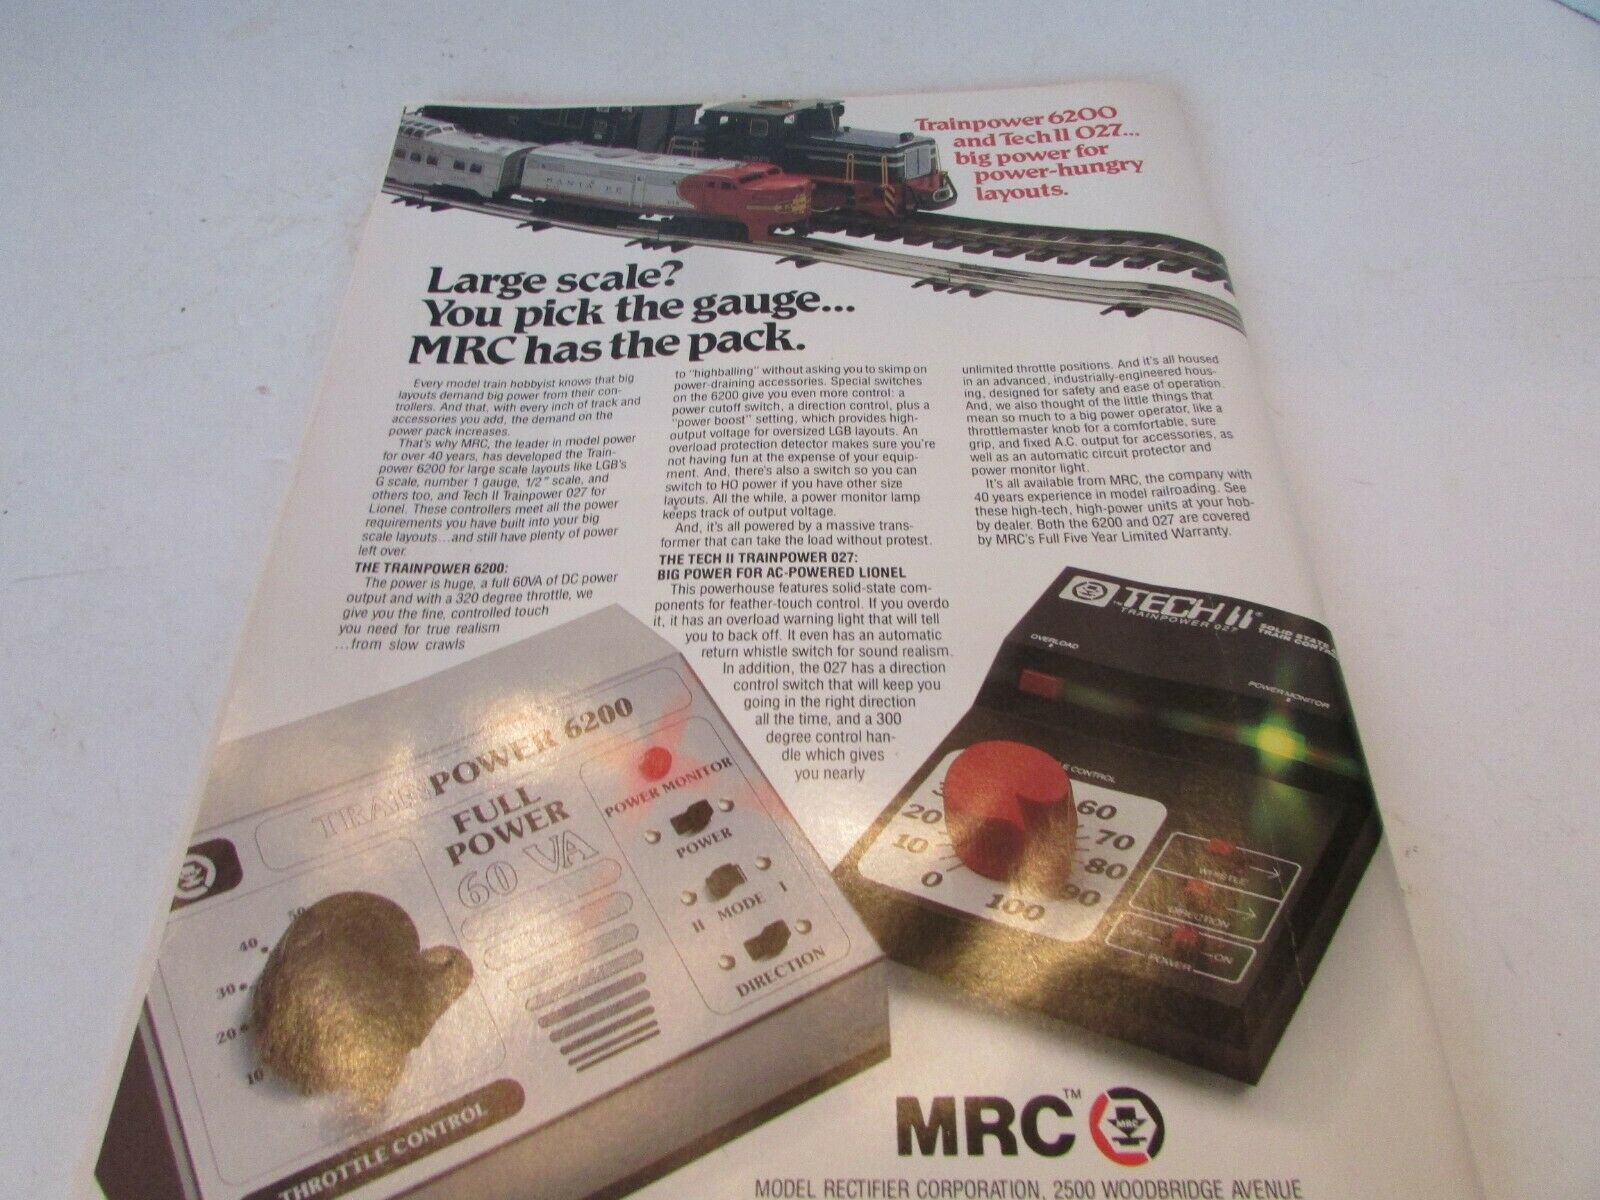 Trainpower 6200
and Tech II 027...
big power for
power-hungry
layouts.
SANTA FE
Large scale?
You pick the gauge...
MRC has the pack.
Every model train hobbyist knows that big
layouts demand big power from their con-
trollers. And that, with every inch of track and
accessories you add, the demand on the
power pack increases.
That's why MRC, the leader in model power
for over 40 years, has developed the Train-
power 6200 for large scale layouts like LGB's
G scale, number 1 gauge, 1/2" scale, and
others too, and Tech II Trainpower 027 for
Lionel. These controllers meet all the power
requirements you have built into your big
scale layouts...and still have plenty of power
left over.
THE TRAINPOWER 6200:
The power is huge, a full 60VA of DC power
output and with a 320 degree throttle, we
give you the fine, controlled touch
you need for true realism
...from slow crawls
to "highballing" without asking you to skimp on
power-draining accessories. Special switches
on the 6200 give you even more control: a
power cutoff switch, a direction control, plus a
"power boost" setting, which provides high-
output voltage for oversized LGB layouts. An
overload protection detector makes sure you're
not having fun at the expense of your equip-
ment. And, there's also a switch so you can
switch to HO power if you have other size
layouts. All the while, a power monitor lamp
keeps track of output voltage.
And, it's all powered by a massive trans-
former that can take the load without protest.
THE TECH II TRAINPOWER 027:
BIG POWER FOR AC-POWERED LIONEL
This powerhouse features solid-state com-
ponents for feather-touch control. If you overdo
it, it has an overload warning light that will tell
you to back off. It even has an automatic
return whistle switch for sound realism.
In addition, the 027 has a direction
control switch that will keep you
going in the right direction
all the time, and a 300
degree control han-
dle which gives
you nearly
unlimited throttle positions. And it's all housed
in an advanced, industrially-engineered hous-
ing, designed for safety and ease of operation.
And, we also thought of the little things that
mean so much to a big power operator, like a
throttlemaster knob for a comfortable, sure
grip, and fixed A.C. output for accessories, as
well as an automatic circuit protector and
power monitor light.
It's all available from MRC, the company with
40 years experience in model railroading. See
these high-tech, high-power units at your hob-
by dealer. Both the 6200 and 027 are covered
by MRC's Full Five Year Limited Warranty.
TRAINPOWER 6200
FULL
POWER
60 VA
POWER MONITOR
POWER
II MODE I
DIRECTION
50
40
30
20
10
THROTTLE CONTROL
TECH II
TRAINPOWER 027
SOLID STATE
TRAIN
OVERLOAD
POWER MONITOR
CONTROL
20
10
0
60
70
80
90
100
WHISTLE
DIRECTION
ON
POWER
MRC™
MRC
MODEL RECTIFIER CORPORATION, 2500 WOODBRIDGE AVENUE